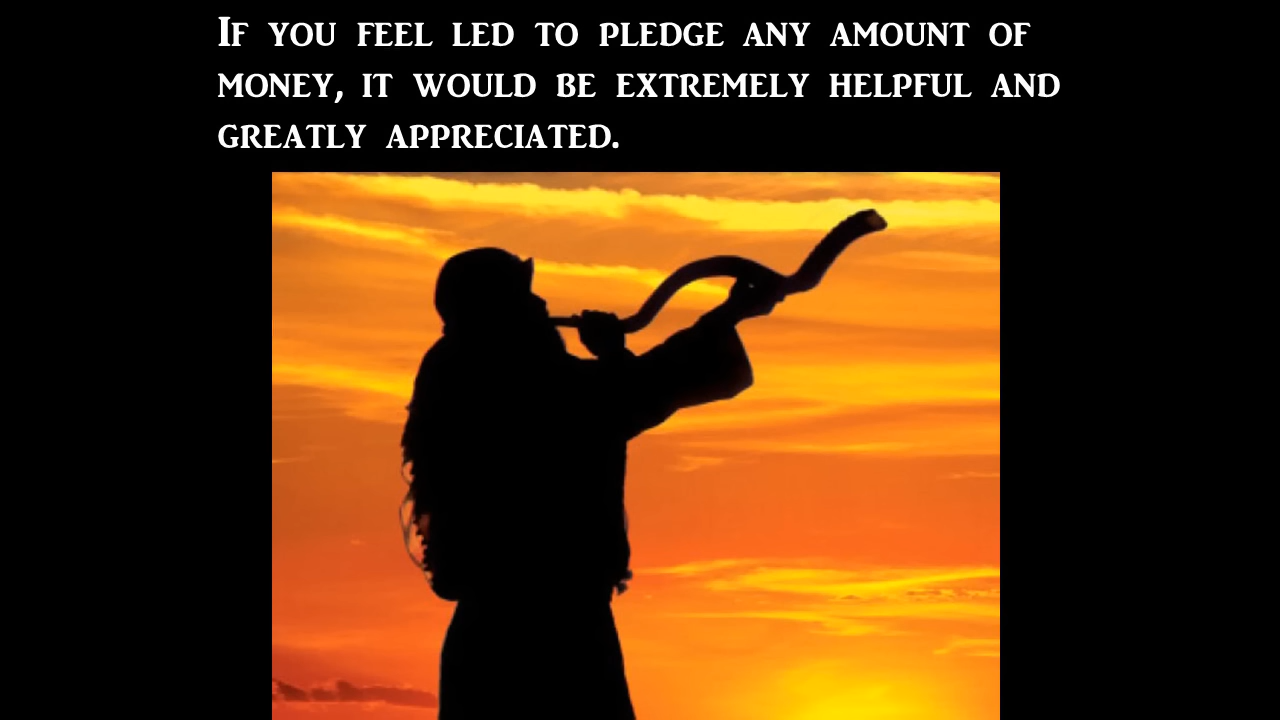 If you feel led to pledge any amount of
money, it would be extremely helpful and
greatly appreciated.